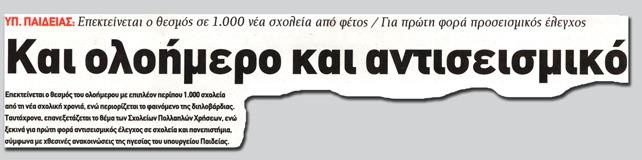 ΥΠ. ΠΑΙΔΕΙΑΣ: Επεκτείνεται ο θεσμός σε 1.000 νέα σχολεία από φέτος / Για πρώτη φορά προσεισμικός έλεγχος
Και ολοήμερο και αντισεισμικό
Επεκτείνεται ο θεσμός του ολοήμερου με επιπλέον περίπου 1.000 σχολεία
από τη νέα σχολική χρονιά, ενώ περιορίζεται το φαινόμενο της διπλοβάρδιας.
Ταυτόχρονα, επανεξετάζεται το θέμα των Σχολείων Πολλαπλών Χρήσεων, ενώ
ξεκινά για πρώτη φορά αντισεισμικός έλεγχος σε σχολεία και πανεπιστήμια,
σύμφωνα με χθεσινές ανακοινώσεις της ηγεσίας του υπουργείου Παιδείας.